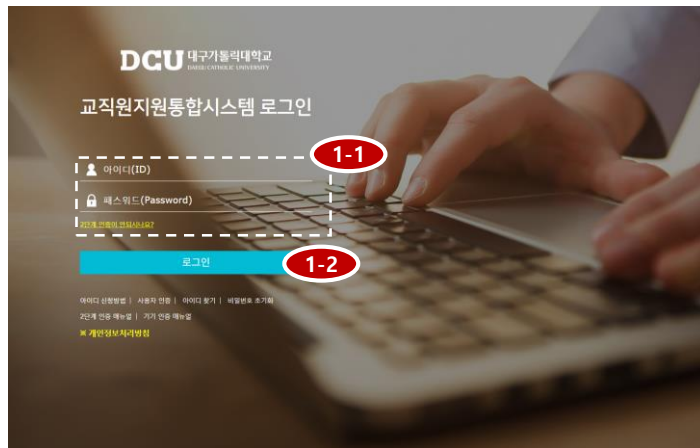 DCU 대구가톨릭대학교
DAEGU CATHOLIC UNIVERSITY
교직원지원통합시스템 로그인
1-1
아이디(ID)
패스워드(Password)
2단계 인증이 안되시나요?
로그인
1-2
아이디 신청방법 | 사용자 인증 | 아이디 찾기 | 비밀번호 초기화
2단계 인증 매뉴얼 | 기기 인증 매뉴얼
※ 개인정보처리방침